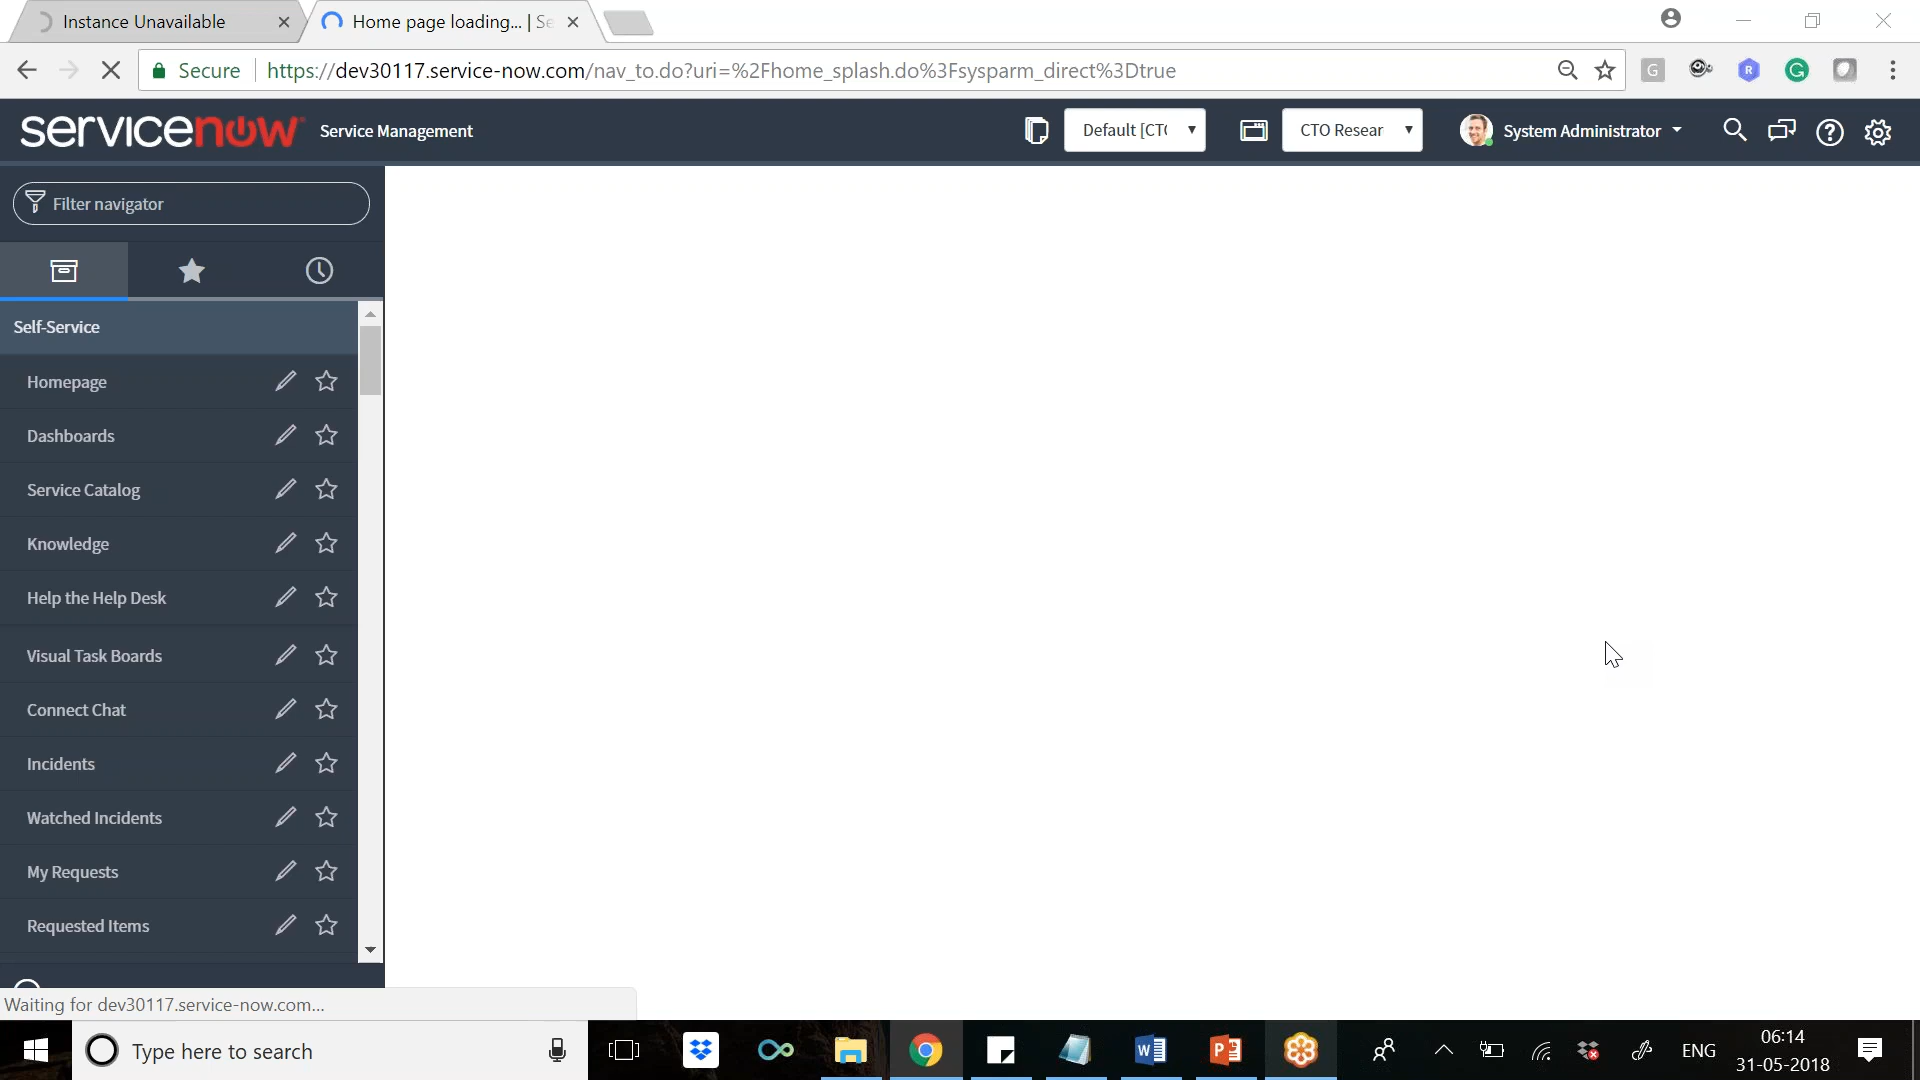 Instance Unavailable
Home page loading... | Se
Secure
https://dev30117.service-now.com/nav_to.do?uri=%2Fhome_splash.do%3Fsysparm_direct%3Dtrue
servicenow Service Management
Default [CTO
CTO Resear
System Administrator
Filter navigator
Self-Service
Homepage
Dashboards
Service Catalog
Knowledge
Help the Help Desk
Visual Task Boards
Connect Chat
Incidents
Watched Incidents
My Requests
Requested Items
Waiting for dev30117.service-now.com...
Type here to search
ENG
06:14
31-05-2018